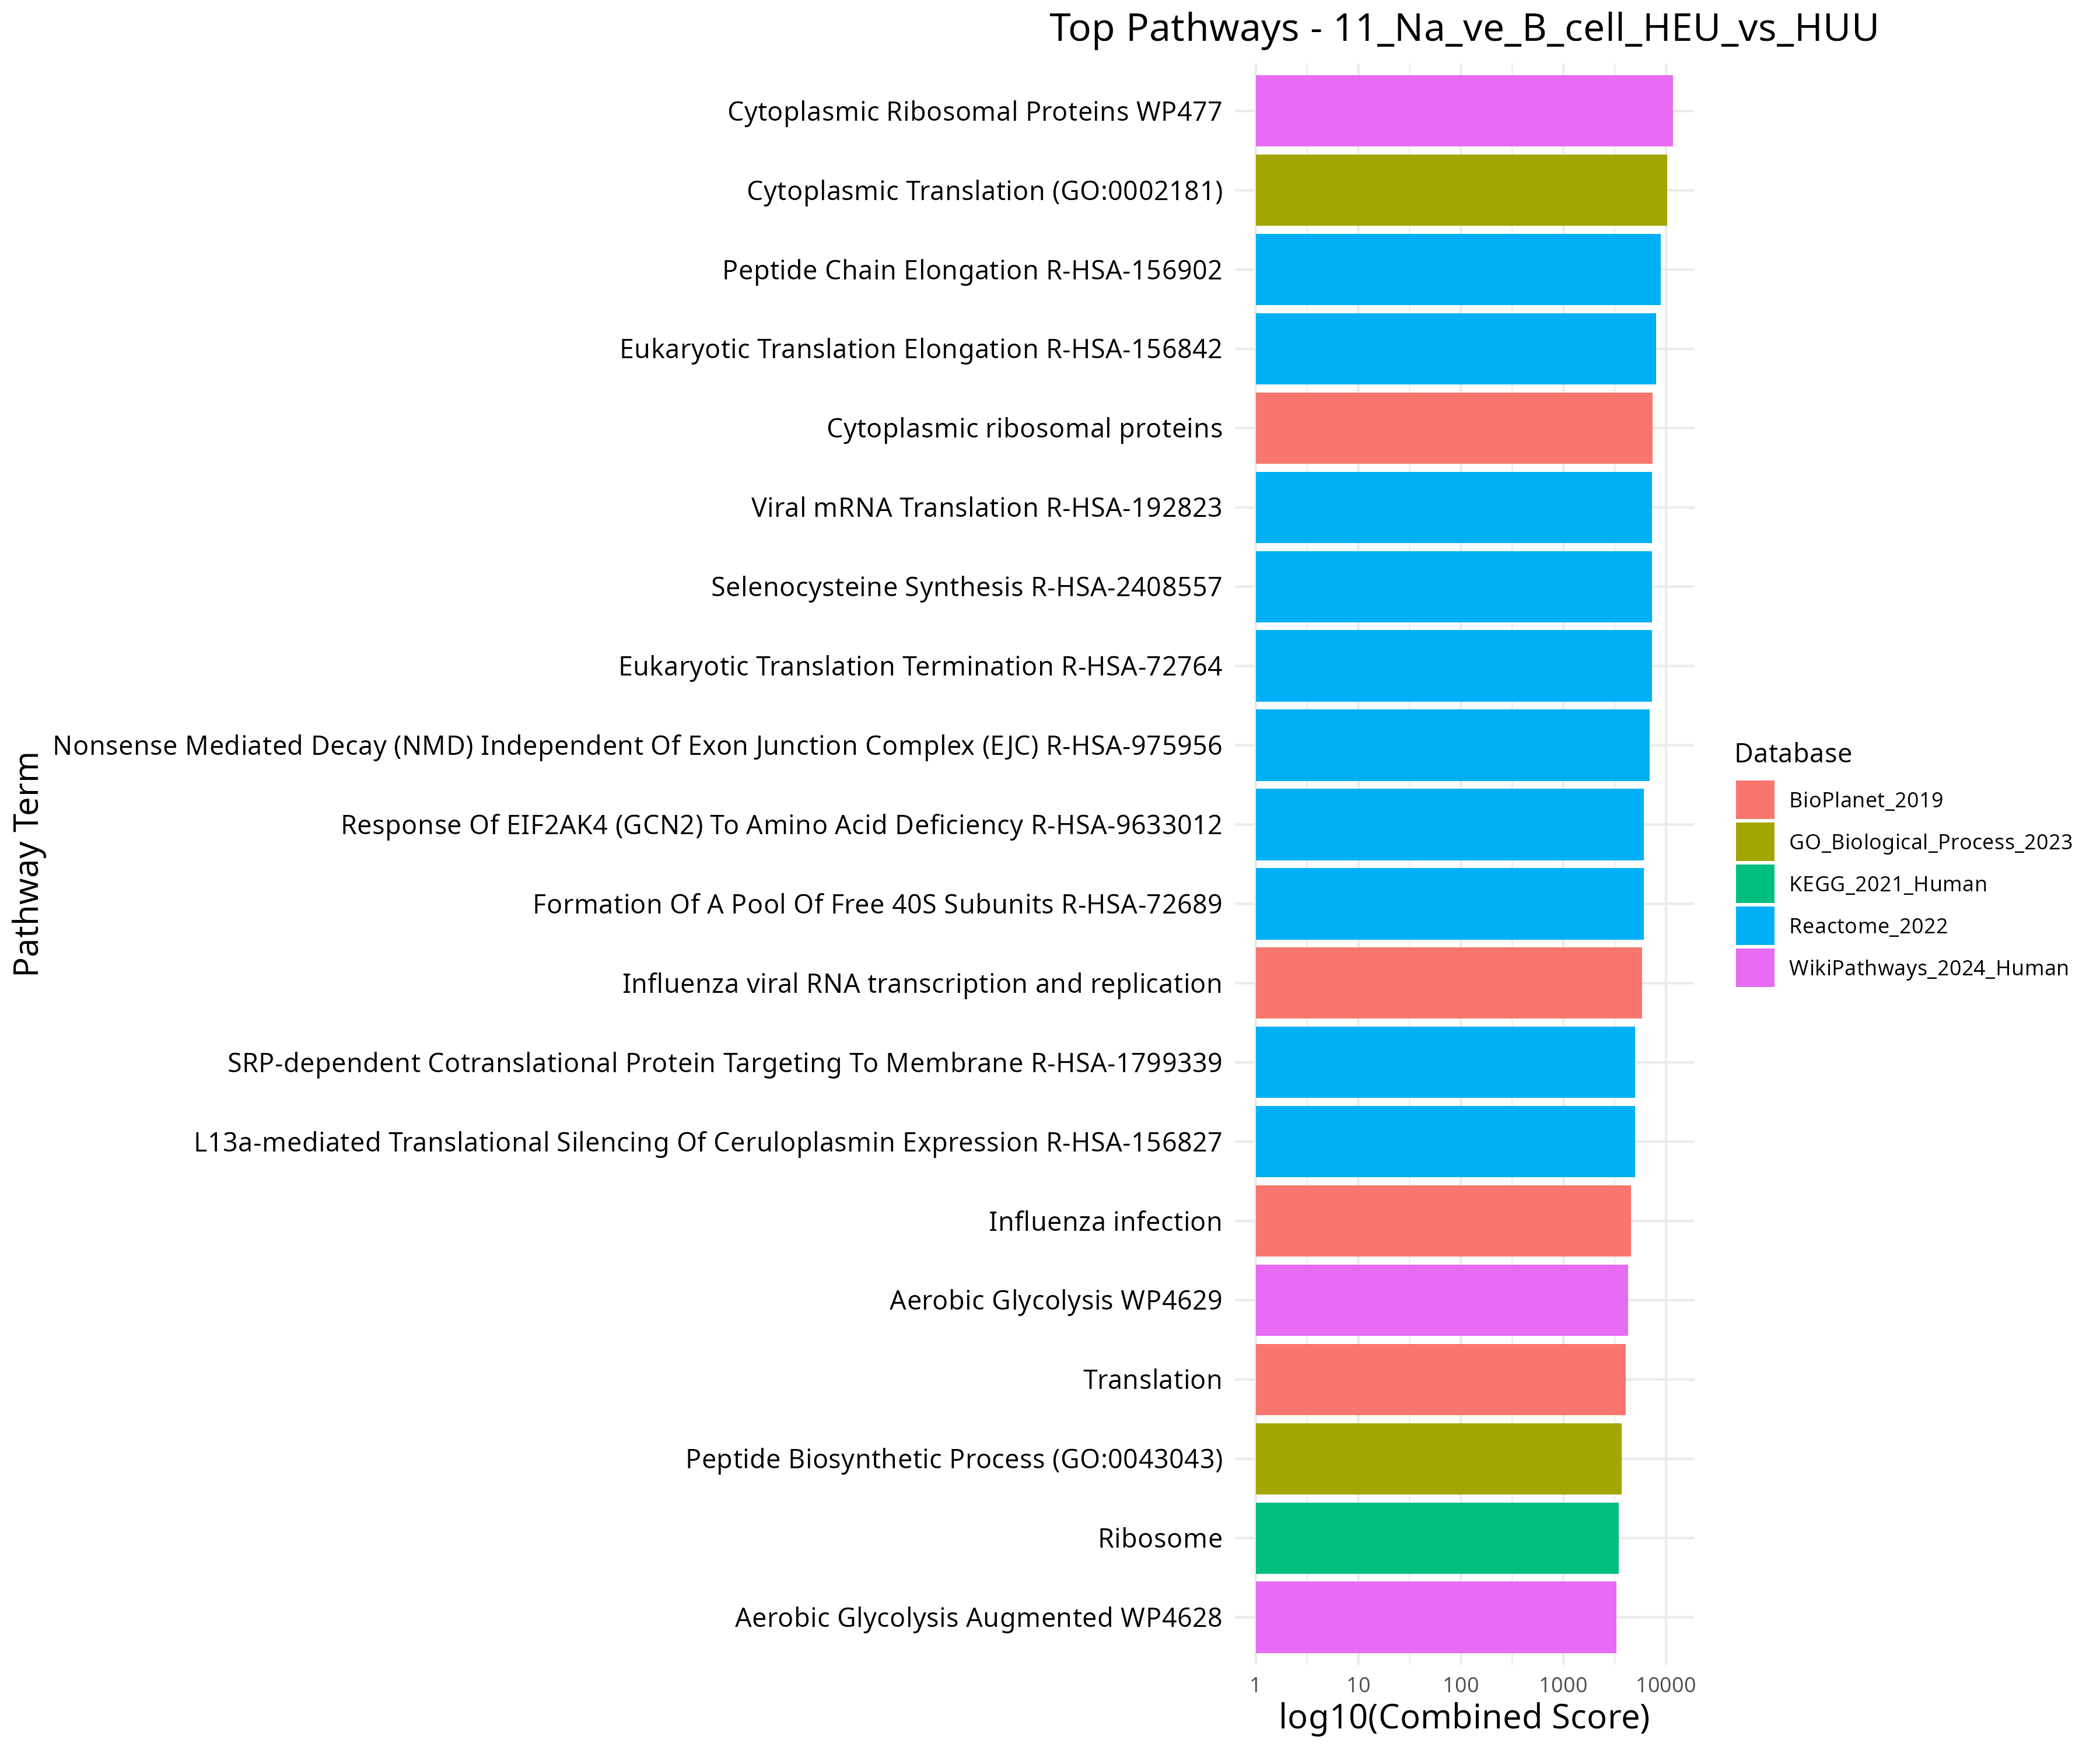 Top Pathways - 11_Na_ve_B_cell_HEU_vs_HUU
Pathway Term
Cytoplasmic Ribosomal Proteins WP477
Cytoplasmic Translation (GO:0002181)
Peptide Chain Elongation R-HSA-156902
Eukaryotic Translation Elongation R-HSA-156842
Cytoplasmic ribosomal proteins
Viral mRNA Translation R-HSA-192823
Selenocysteine Synthesis R-HSA-2408557
Eukaryotic Translation Termination R-HSA-72764
Nonsense Mediated Decay (NMD) Independent Of Exon Junction Complex (EJC) R-HSA-975956
Response Of EIF2AK4 (GCN2) To Amino Acid Deficiency R-HSA-9633012
Formation Of A Pool Of Free 40S Subunits R-HSA-72689
Influenza viral RNA transcription and replication
SRP-dependent Cotranslational Protein Targeting To Membrane R-HSA-1799339
L13a-mediated Translational Silencing Of Ceruloplasmin Expression R-HSA-156827
Influenza infection
Aerobic Glycolysis WP4629
Translation
Peptide Biosynthetic Process (GO:0043043)
Ribosome
Aerobic Glycolysis Augmented WP4628
1 10 100 1000 10000
log10(Combined Score)
Database
BioPlanet_2019
GO_Biological_Process_2023
KEGG_2021_Human
Reactome_2022
WikiPathways_2024_Human